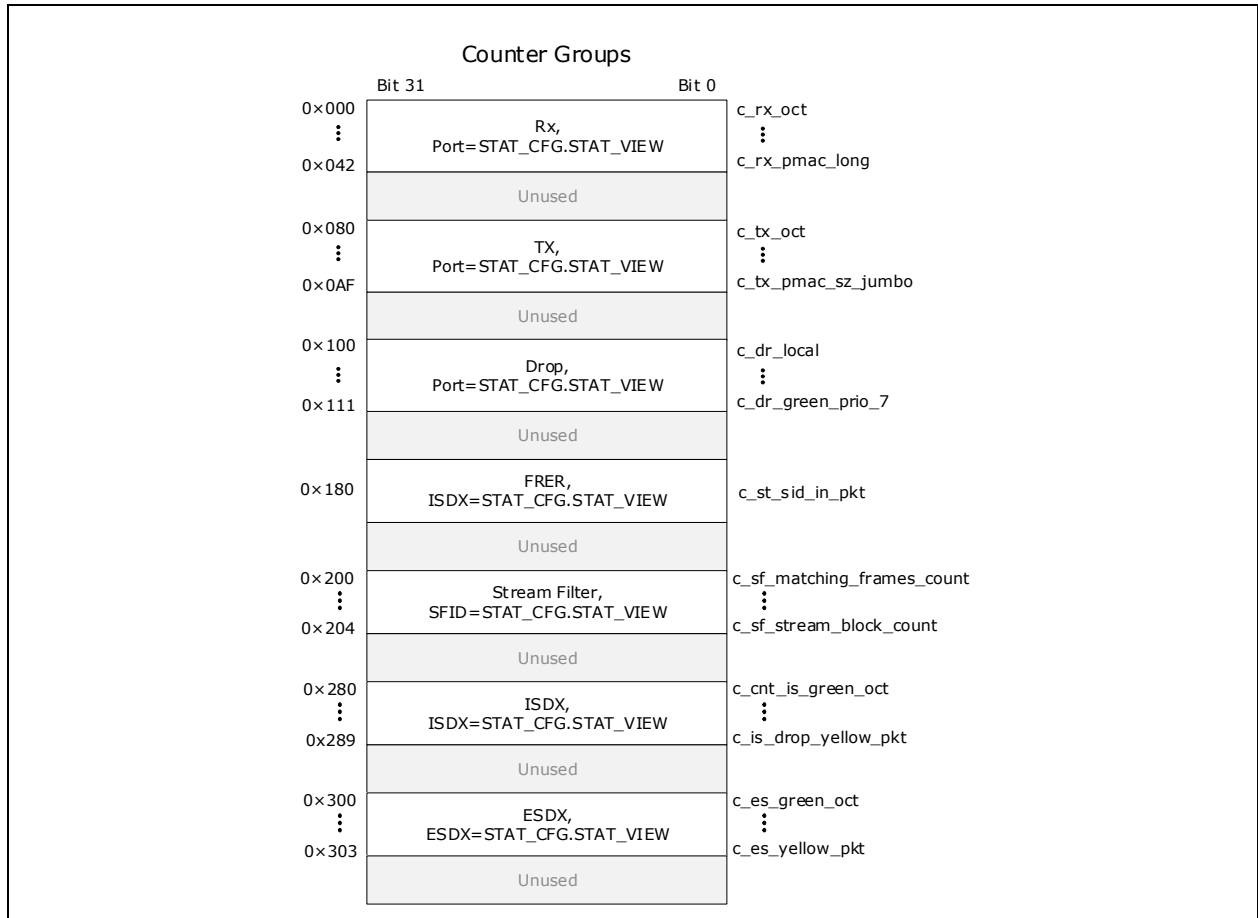 Counter Groups
Bit 31 Bit 0
0×000 c_rx_oct
Rx,
Port=STAT_CFG.STAT_VIEW
0×042 c_rx_pmac_long
Unused
0×080 c_tx_oct
TX,
Port=STAT_CFG.STAT_VIEW
0×0AF c_tx_pmac_sz_jumbo
Unused
0×100 c_dr_local
Drop,
Port=STAT_CFG.STAT_VIEW
0×111 c_dr_green_prio_7
Unused
FRER,
0×180 c_st_sid_in_pkt
ISDX=STAT_CFG.STAT_VIEW
Unused
0×200 c_sf_matching_frames_count
Stream Filter,
SFID=STAT_CFG.STAT_VIEW
0×204 c_sf_stream_block_count
Unused
0×280 c_cnt_is_green_oct
ISDX,
ISDX=STAT_CFG.STAT_VIEW
0x289 c_is_drop_yellow_pkt
Unused
0×300 c_es_green_oct
ESDX,
ESDX=STAT_CFG.STAT_VIEW
0×303 c_es_yellow_pkt
Unused